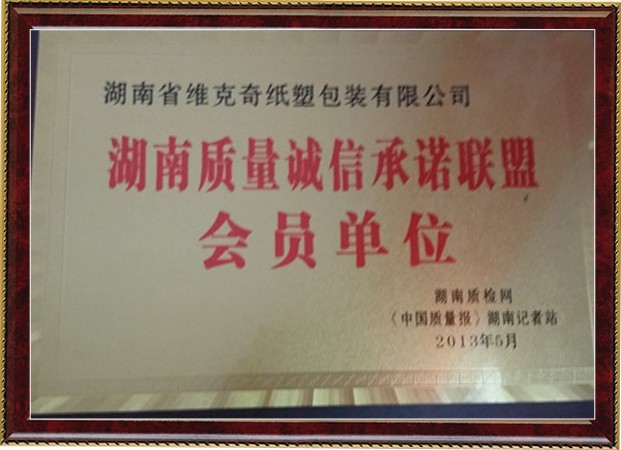 湖南省维克奇纸塑包装有限公司
湖南质量诚信承诺联盟
会员单位
湖南质检网
《中国质量报》湖南记者站
2013年5月